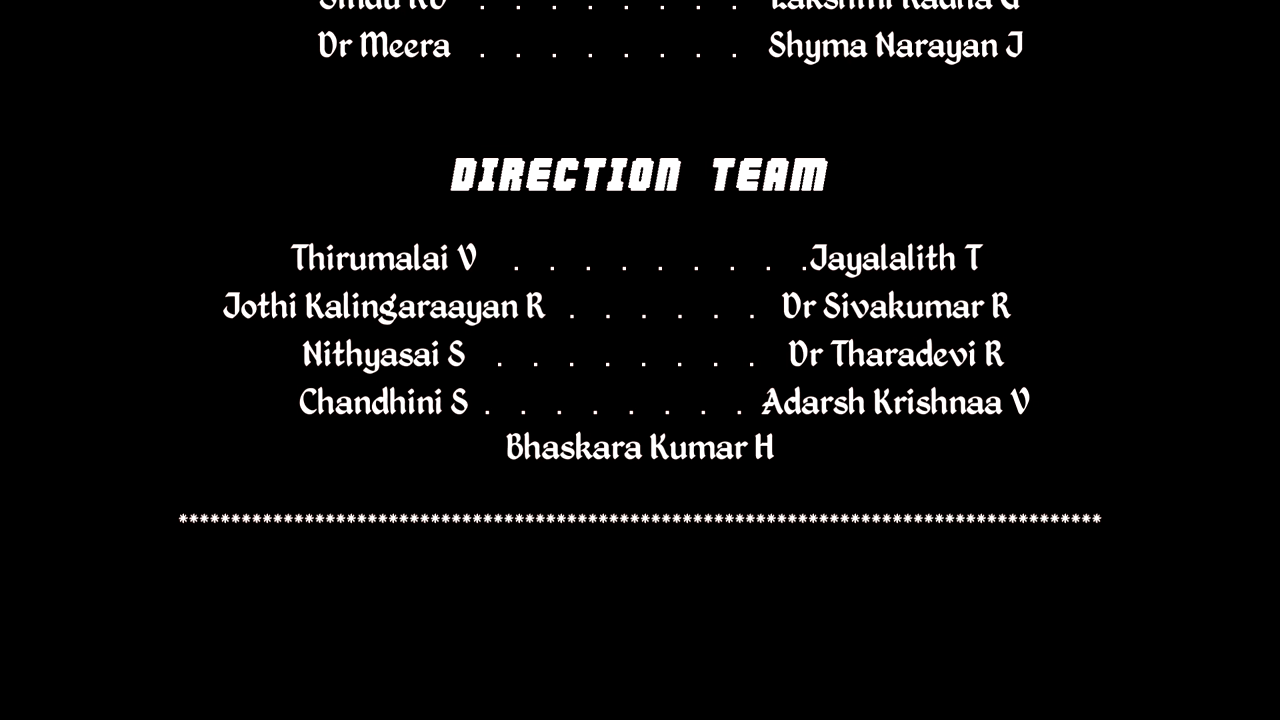 Dr Meera . . . . . . . . Shyma Narayan J
DIRECTION TEAM
Thirumalai V . . . . . . . . .Jayalalith T
Jothi Kalingaraayan R . . . . . . Dr Sivakumar R
Nithyasai S . . . . . . . . Dr Tharadevi R
Chandhini S . . . . . . . . Adarsh Krishnaa V
Bhaskara Kumar H
****************************************************************************************